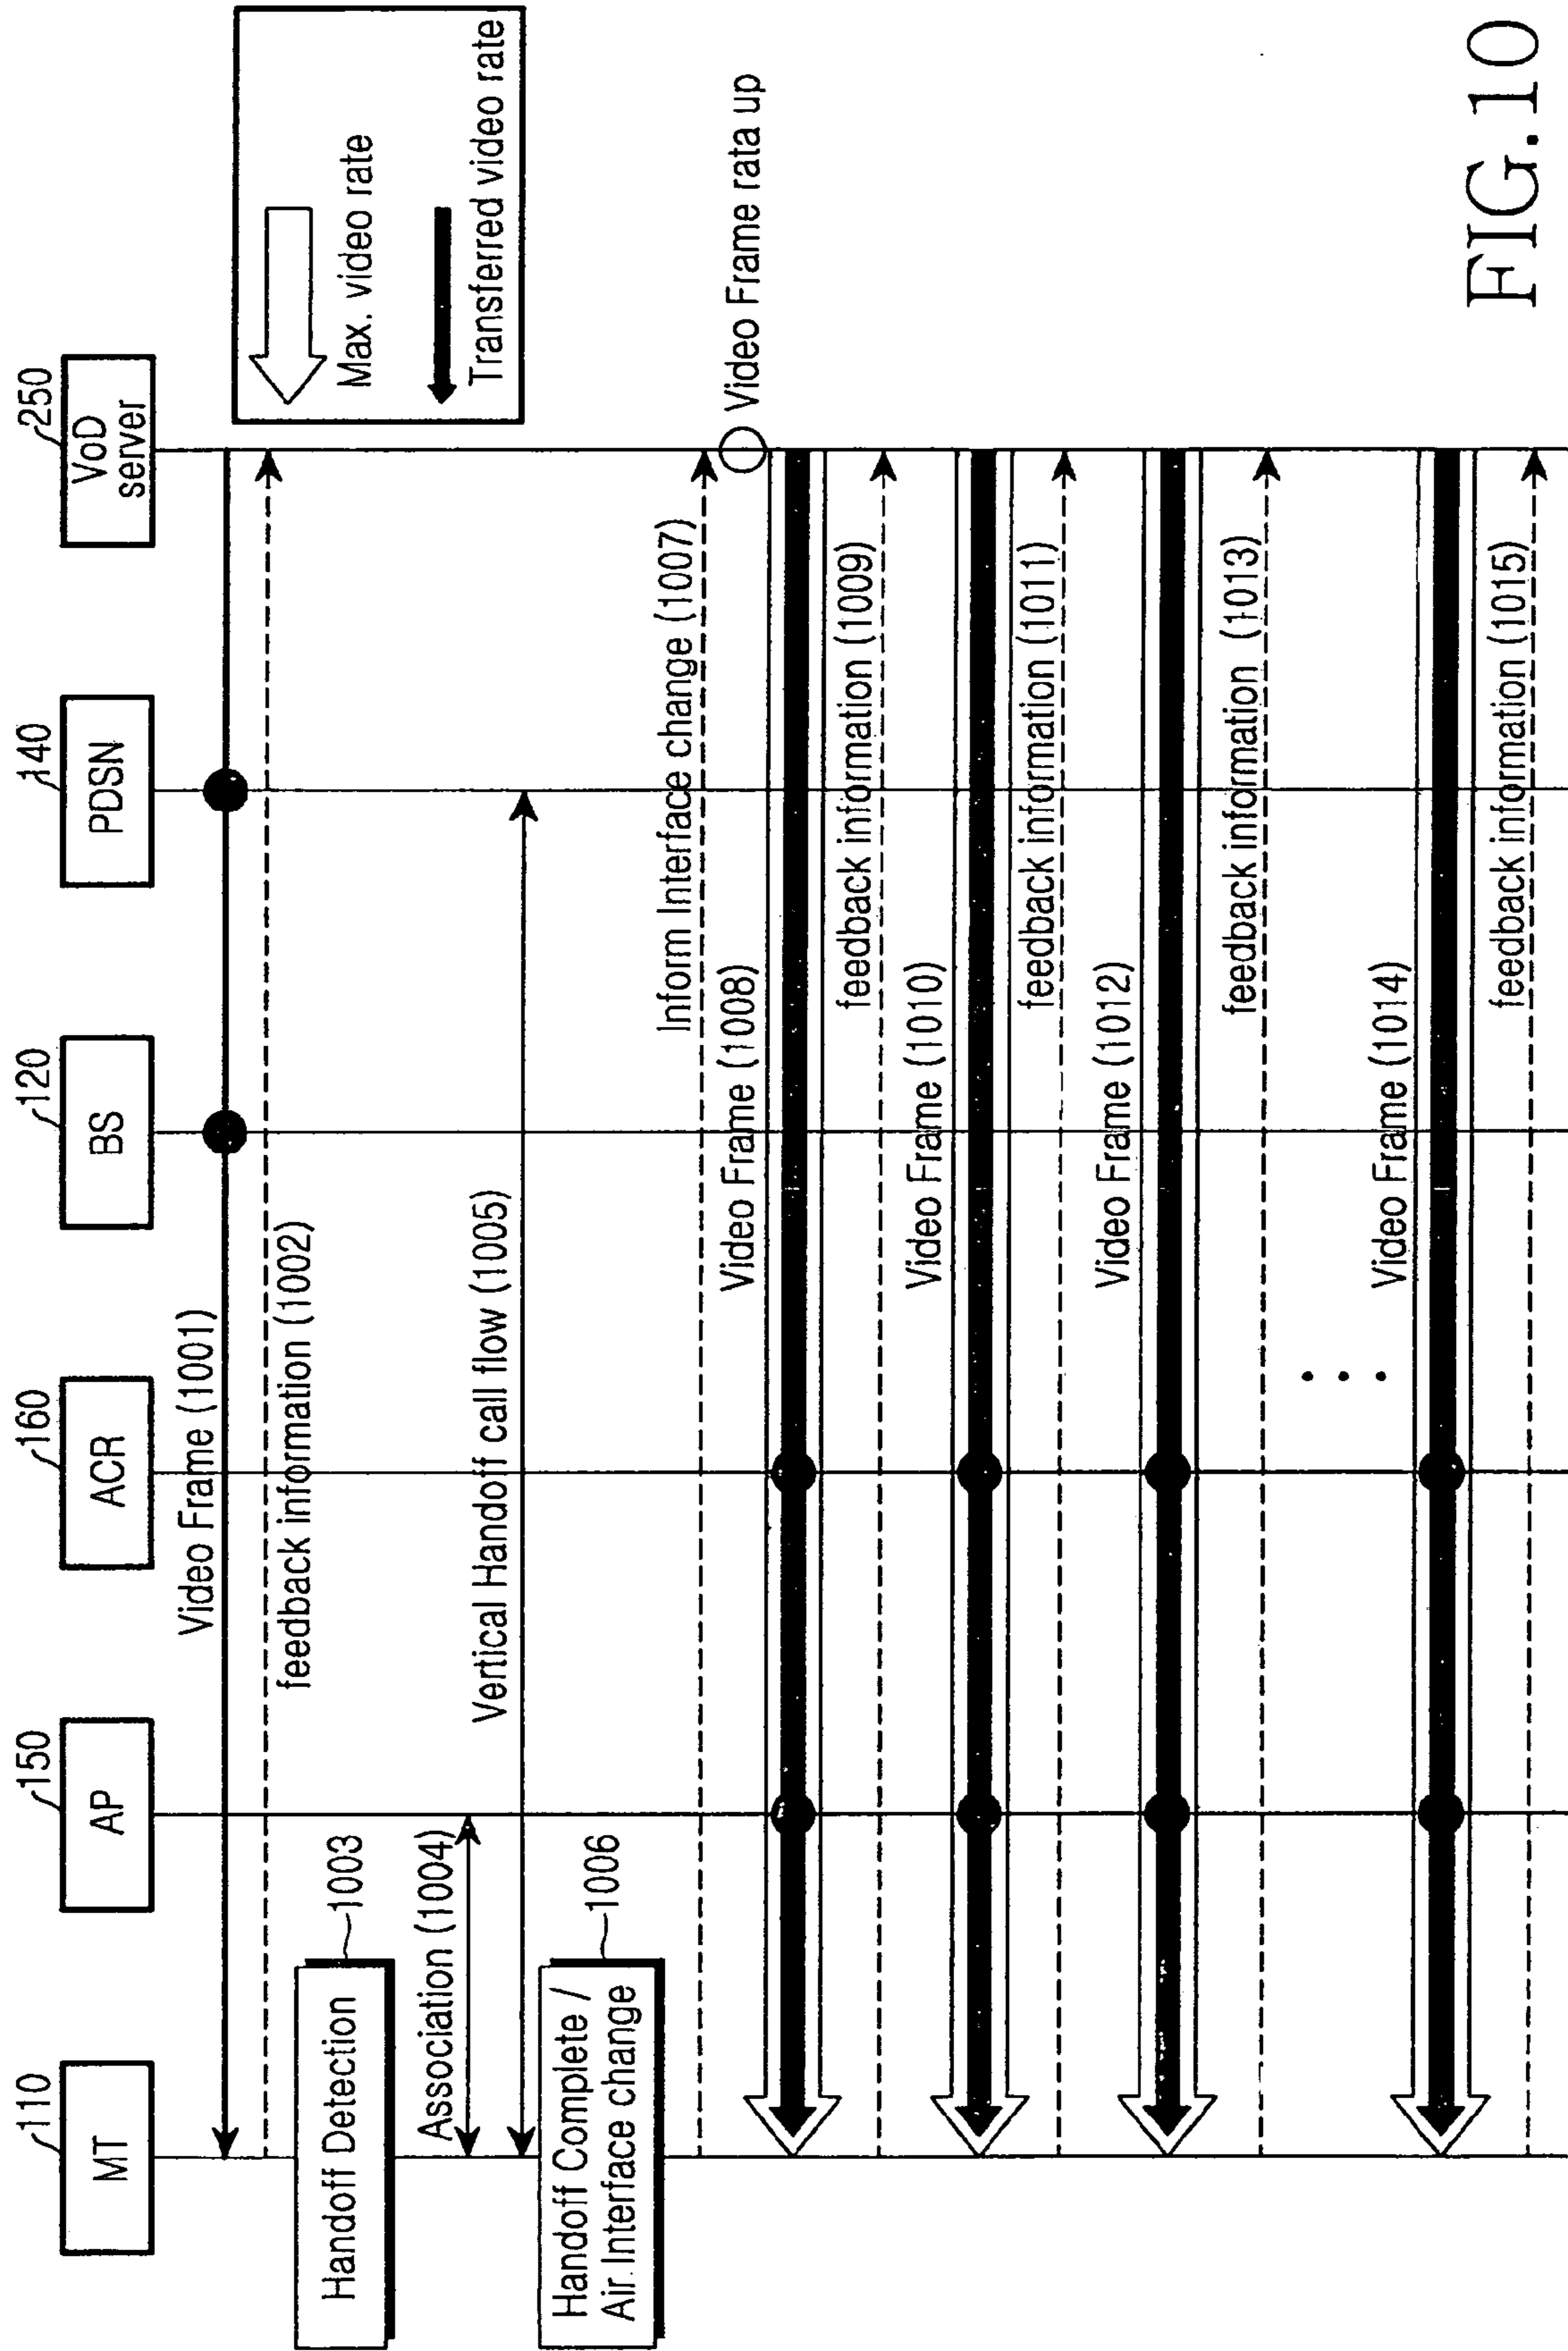 110
150
160
120
140
250
MT
AP
ACR
BS
PDSN
VoD
server
Video Frame (1001)
feedback information (1002)
Max. video rate
Transferred video rate
Handoff Detection
1003
Association (1004)
Vertical Handoff call flow (1005)
Handoff Complete /
Air Interface change
1006
Inform Interface change (1007)
Video Frame rata up
Video Frame (1008)
feedback information (1009)
Video Frame (1010)
feedback information (1011)
Video Frame (1012)
feedback information (1013)
Video Frame (1014)
feedback information (1015)
FIG.10